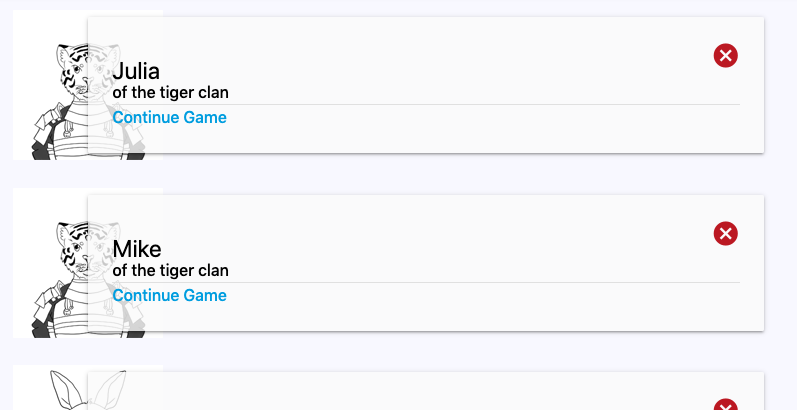 Julia
of the tiger clan
Continue Game
Mike
of the tiger clan
Continue Game